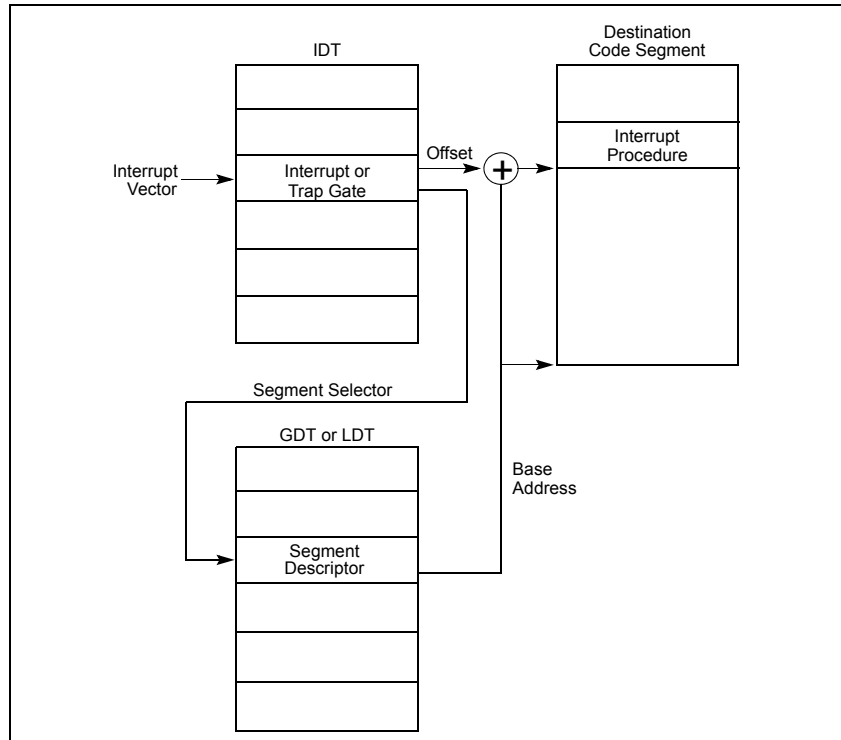 IDT
Destination
Code Segment
Interrupt
Vector
Interrupt or
Trap Gate
Offset
+
Interrupt
Procedure
Segment Selector
GDT or LDT
Base
Address
Segment
Descriptor